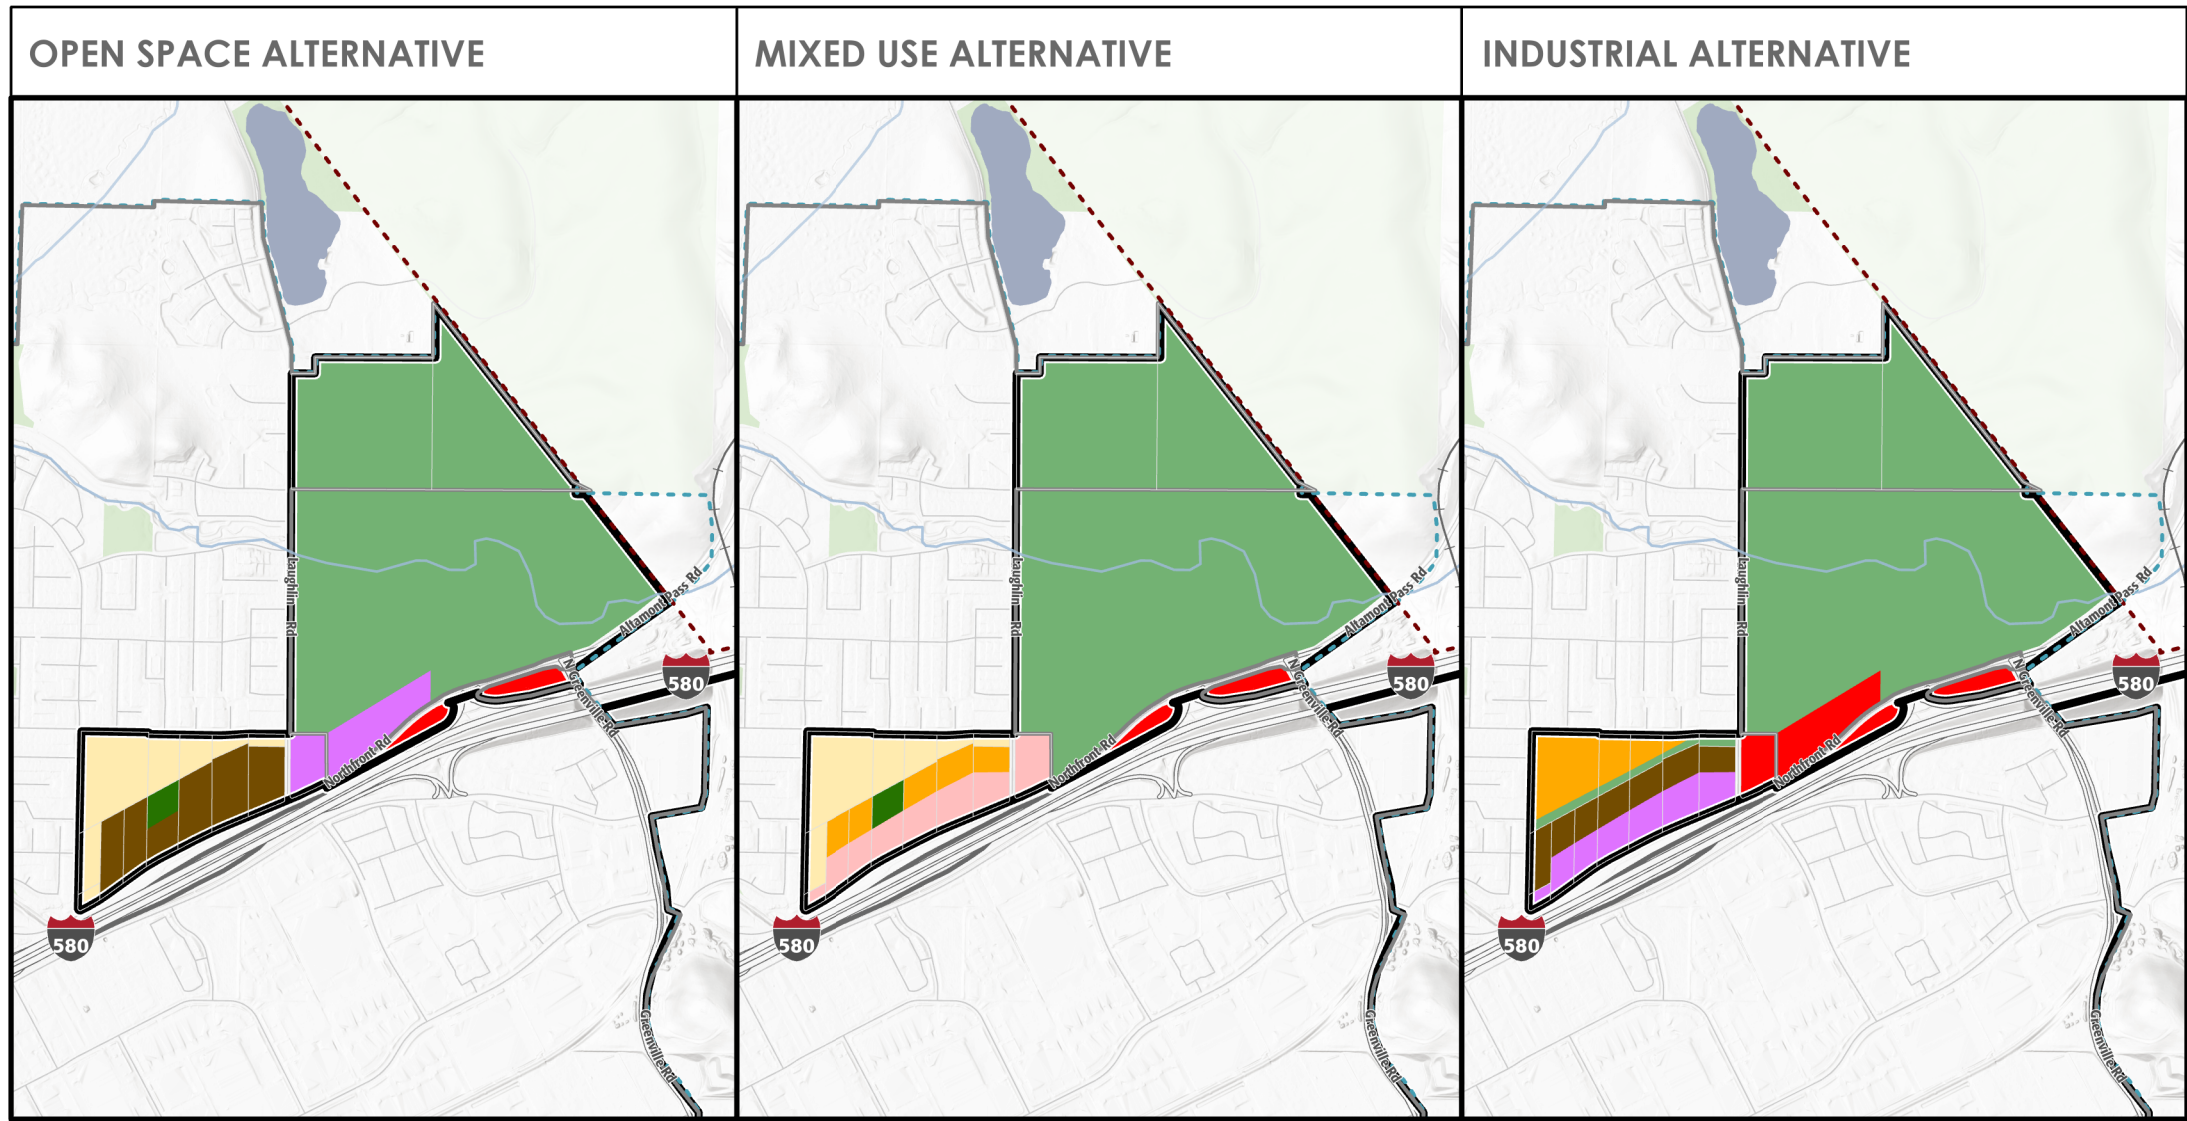 OPEN SPACE ALTERNATIVE
MIXED USE ALTERNATIVE
INDUSTRIAL ALTERNATIVE
Laughlin Rd
Altamont Pass Rd
N Greenville Rd
580
Northfront Rd
580
Greenville Rd
Laughlin Rd
Altamont Pass Rd
N Greenville Rd
580
Northfront Rd
580
Greenville Rd
Laughlin Rd
Altamont Pass Rd
N Greenville Rd
580
Northfront Rd
580
Greenville Rd